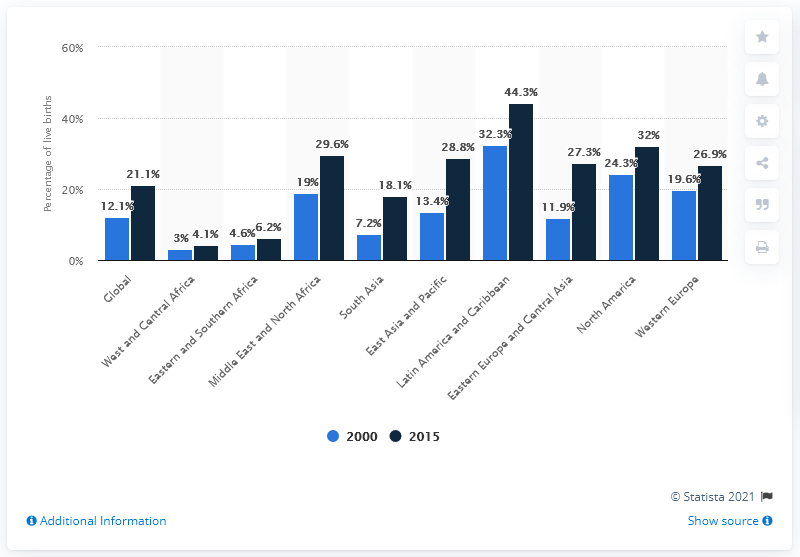 60%
40%
20%
0%
Percentage of live births
12.1%
21.1%
3%
4.1%
4.6%
6.2%
19%
29.6%
7.2%
18.1%
13.4%
28.8%
32.3%
44.3%
11.9%
27.3%
24.3%
32%
19.6%
26.9%
Global
West and Central Africa
Eastern and Southern Africa
Middle East and North Africa
South Asia
East Asia and Pacific
Latin America and Caribbean
Eastern Europe and Central Asia
North America
Western Europe
2000 2015
© Statista 2021
Additional Information
Show source